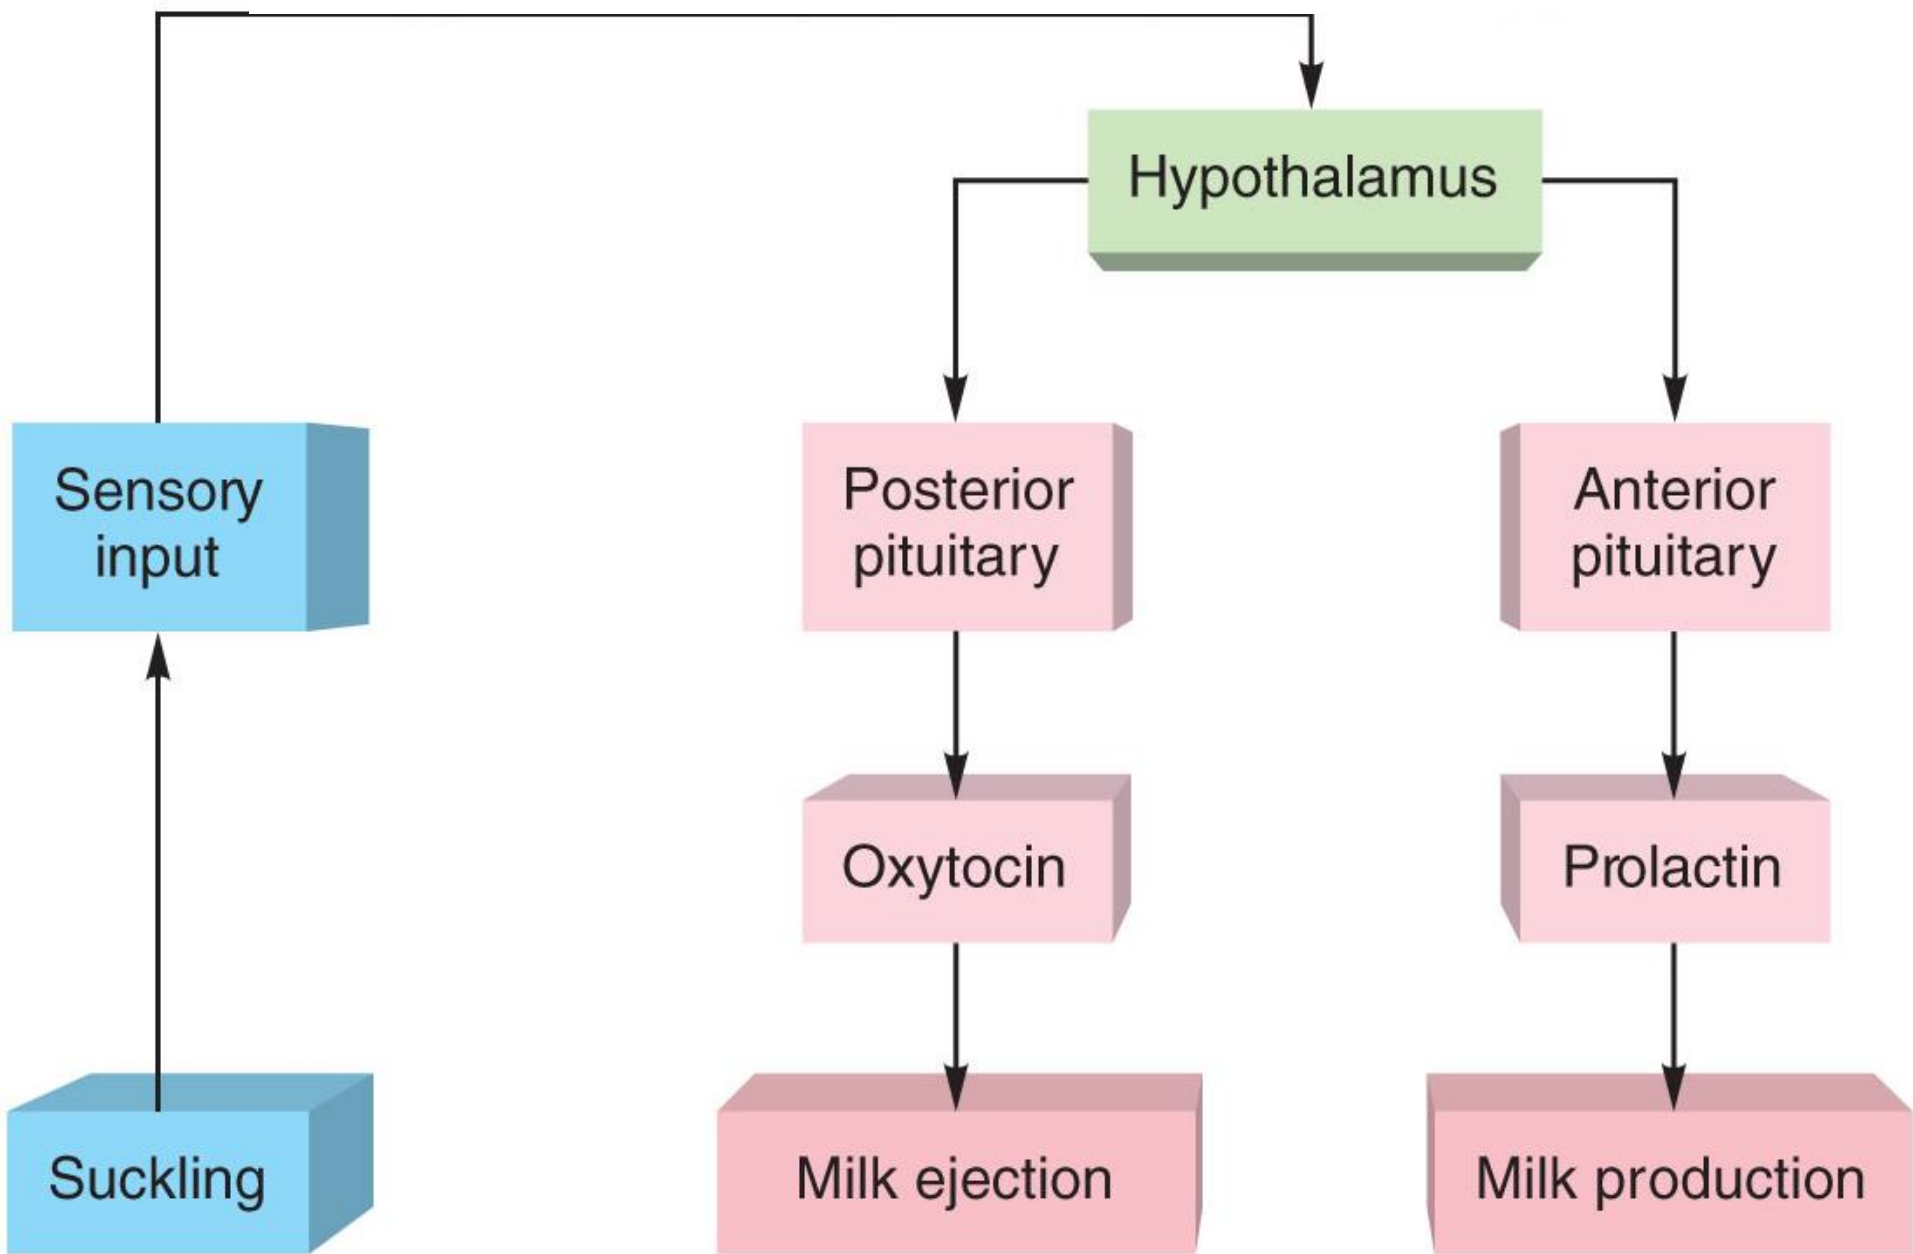 Hypothalamus
Sensory
input
Posterior
pituitary
Anterior
pituitary
Oxytocin
Prolactin
Suckling
Milk ejection
Milk production